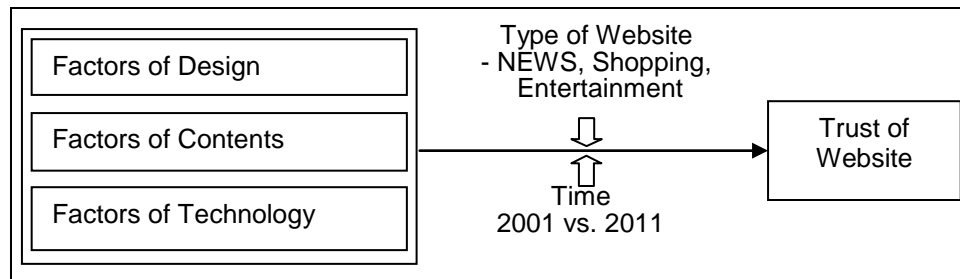 Factors of Design
Factors of Contents
Factors of Technology
Type of Website
- NEWS, Shopping,
Entertainment
Time
2001 vs. 2011
Trust of
Website